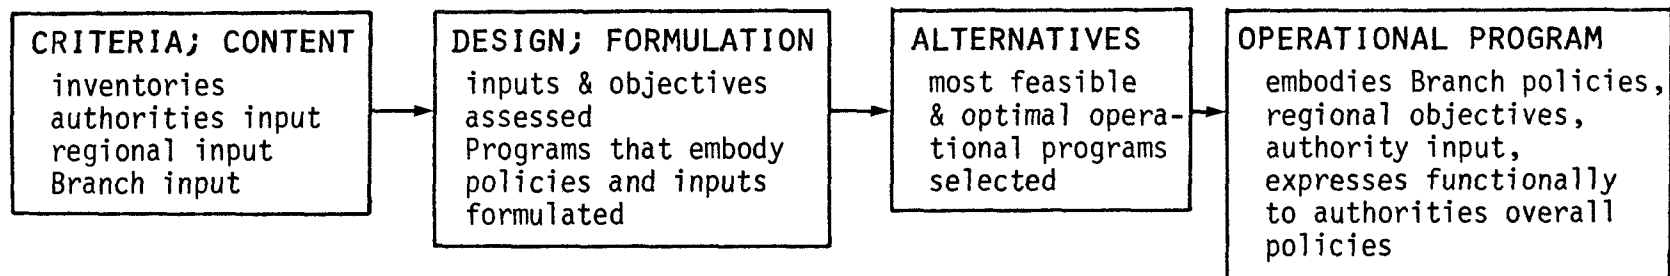 CRITERIA; CONTENT
inventories
authorities input
regional input
Branch input
DESIGN; FORMULATION
inputs & objectives
assessed
Programs that embody
policies and inputs
formulated
ALTERNATIVES
most feasible
& optimal opera-
tional programs
selected
OPERATIONAL PROGRAM
embodies Branch policies,
regional objectives,
authority input,
expresses functionally
to authorities overall
policies